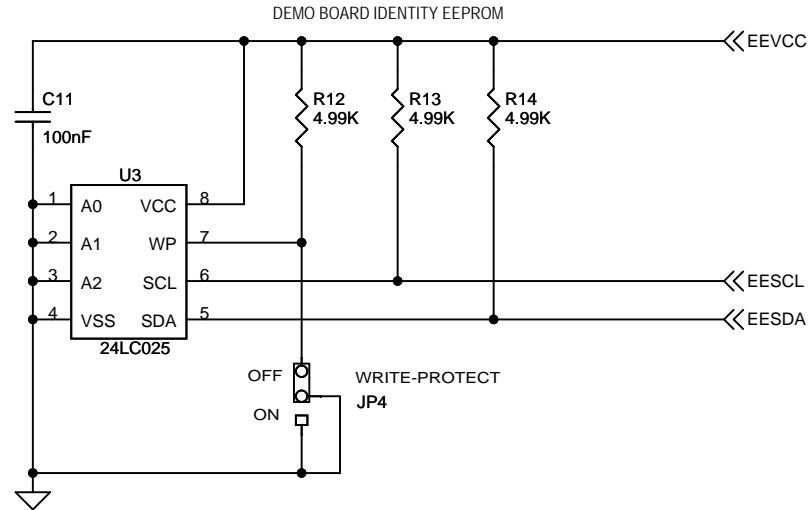 DEMO BOARD IDENTITY EEPROM
EEVCC
C11
100nF
R12
4.99K
R13
4.99K
R14
4.99K
U3
1 A0 VCC 8
2 A1 WP 7
3 A2 SCL 6
4 VSS SDA 5
24LC025
EESCL
EESDA
OFF
WRITE-PROTECT
JP4
ON